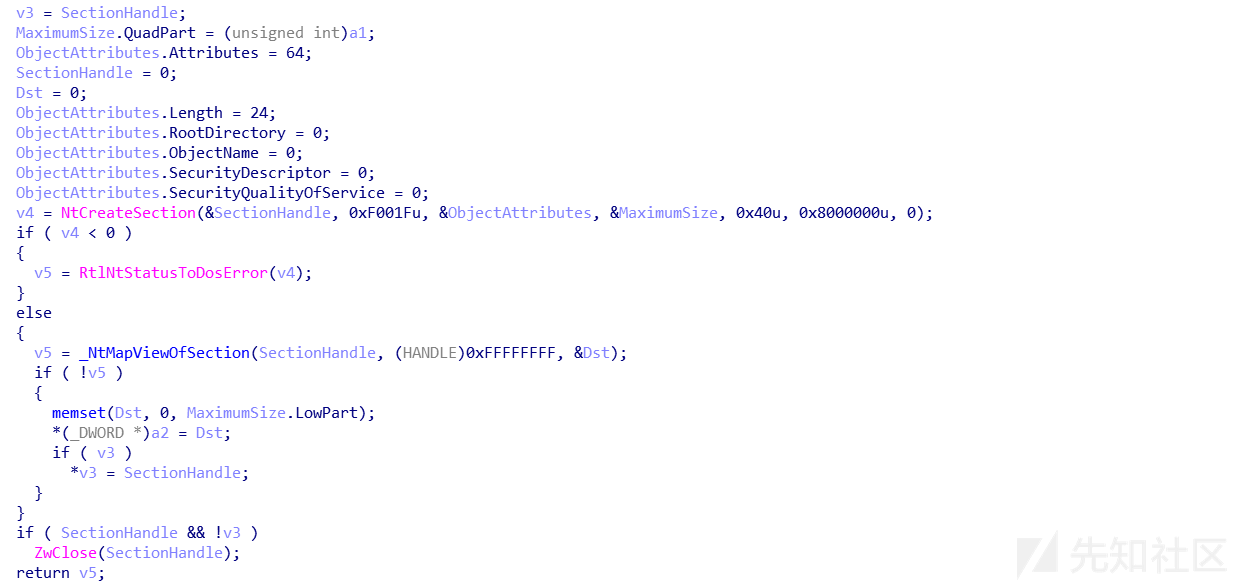 v3 = SectionHandle;
MaximumSize.QuadPart = (unsigned int)a1;
ObjectAttributes.Attributes = 64;
SectionHandle = 0;
Dst = 0;
ObjectAttributes.Length = 24;
ObjectAttributes.RootDirectory = 0;
ObjectAttributes.ObjectName = 0;
ObjectAttributes.SecurityDescriptor = 0;
ObjectAttributes.SecurityQualityOfService = 0;
v4 = NtCreateSection(&SectionHandle, 0xF001Fu, &ObjectAttributes, &MaximumSize, 0x40u, 0x8000000u, 0);
if ( v4 < 0 )
{
  v5 = RtlNtStatusToDosError(v4);
}
else
{
  v5 = _NtMapViewOfSection(SectionHandle, (HANDLE)0xFFFFFFFF, &Dst);
  if ( !v5 )
  {
    memset(Dst, 0, MaximumSize.LowPart);
    *(_DWORD *)a2 = Dst;
    if ( v3 )
      *v3 = SectionHandle;
  }
}
if ( SectionHandle && !v3 )
  ZwClose(SectionHandle);
return v5;
先知社区